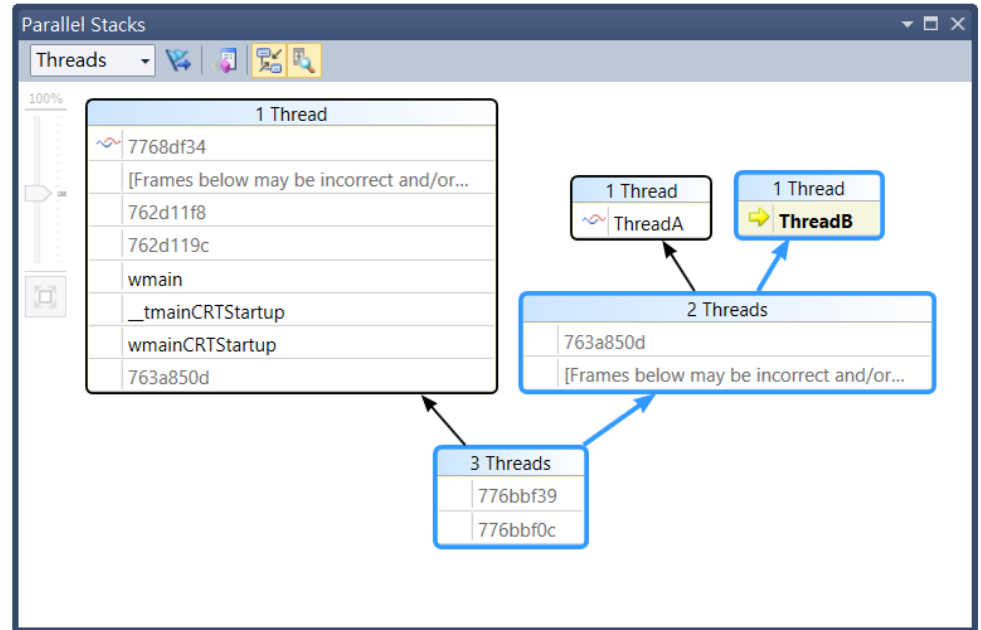 Parallel Stacks
Threads
100%
1 Thread
7768df34
[Frames below may be incorrect and/or...
762d11f8
762d119c
wmain
__tmainCRTStartup
wmainCRTStartup
763a850d
1 Thread
ThreadA
1 Thread
ThreadB
2 Threads
763a850d
[Frames below may be incorrect and/or...
3 Threads
776bbf39
776bbf0c